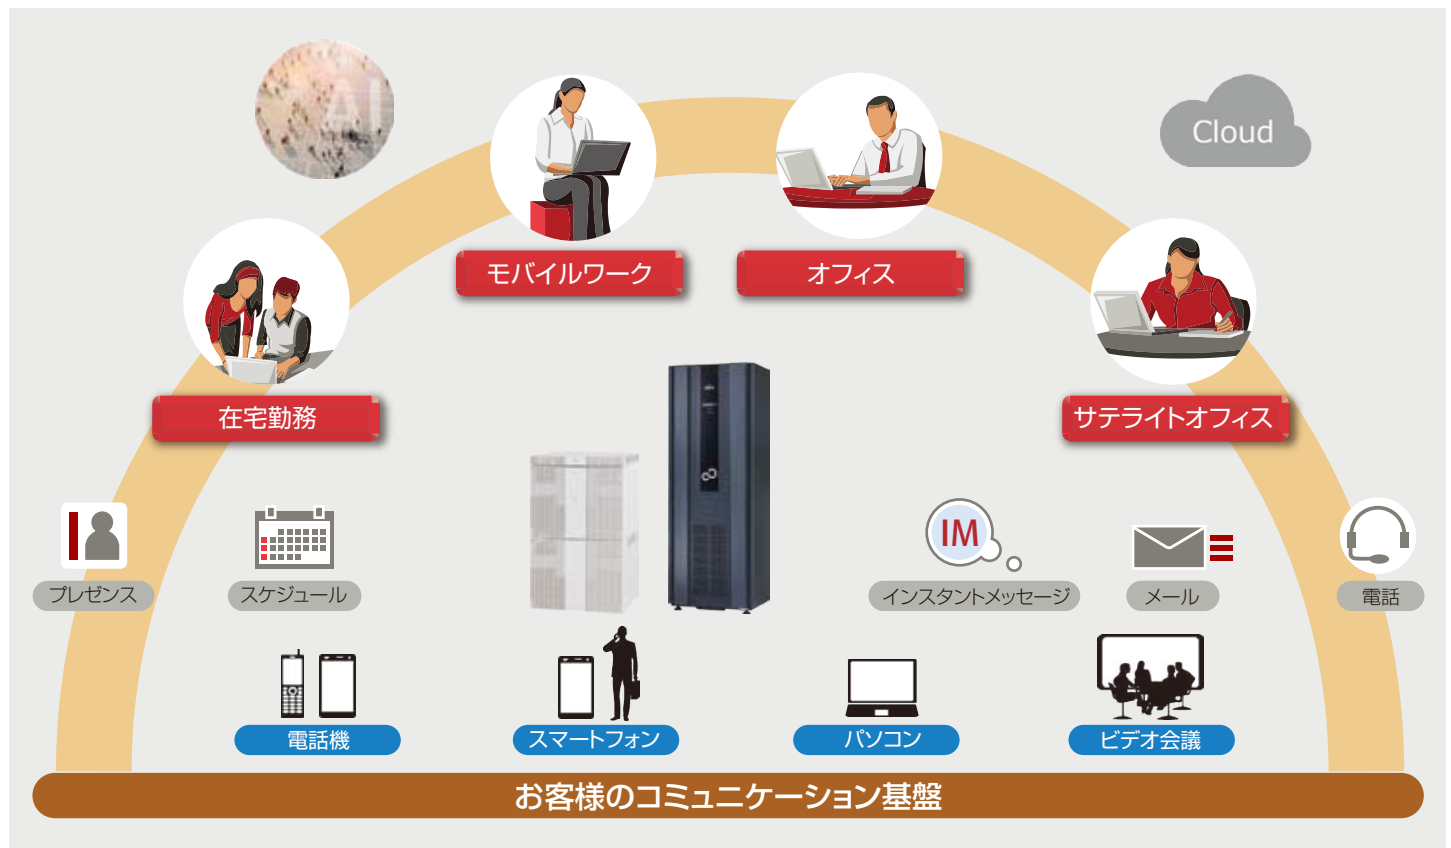 AI
Cloud
モバイルワーク
オフィス
在宅勤務
サテライトオフィス
IM
プレゼンス
スケジュール
インスタントメッセージ
メール
電話
電話機
スマートフォン
パソコン
ビデオ会議
お客様のコミュニケーション基盤